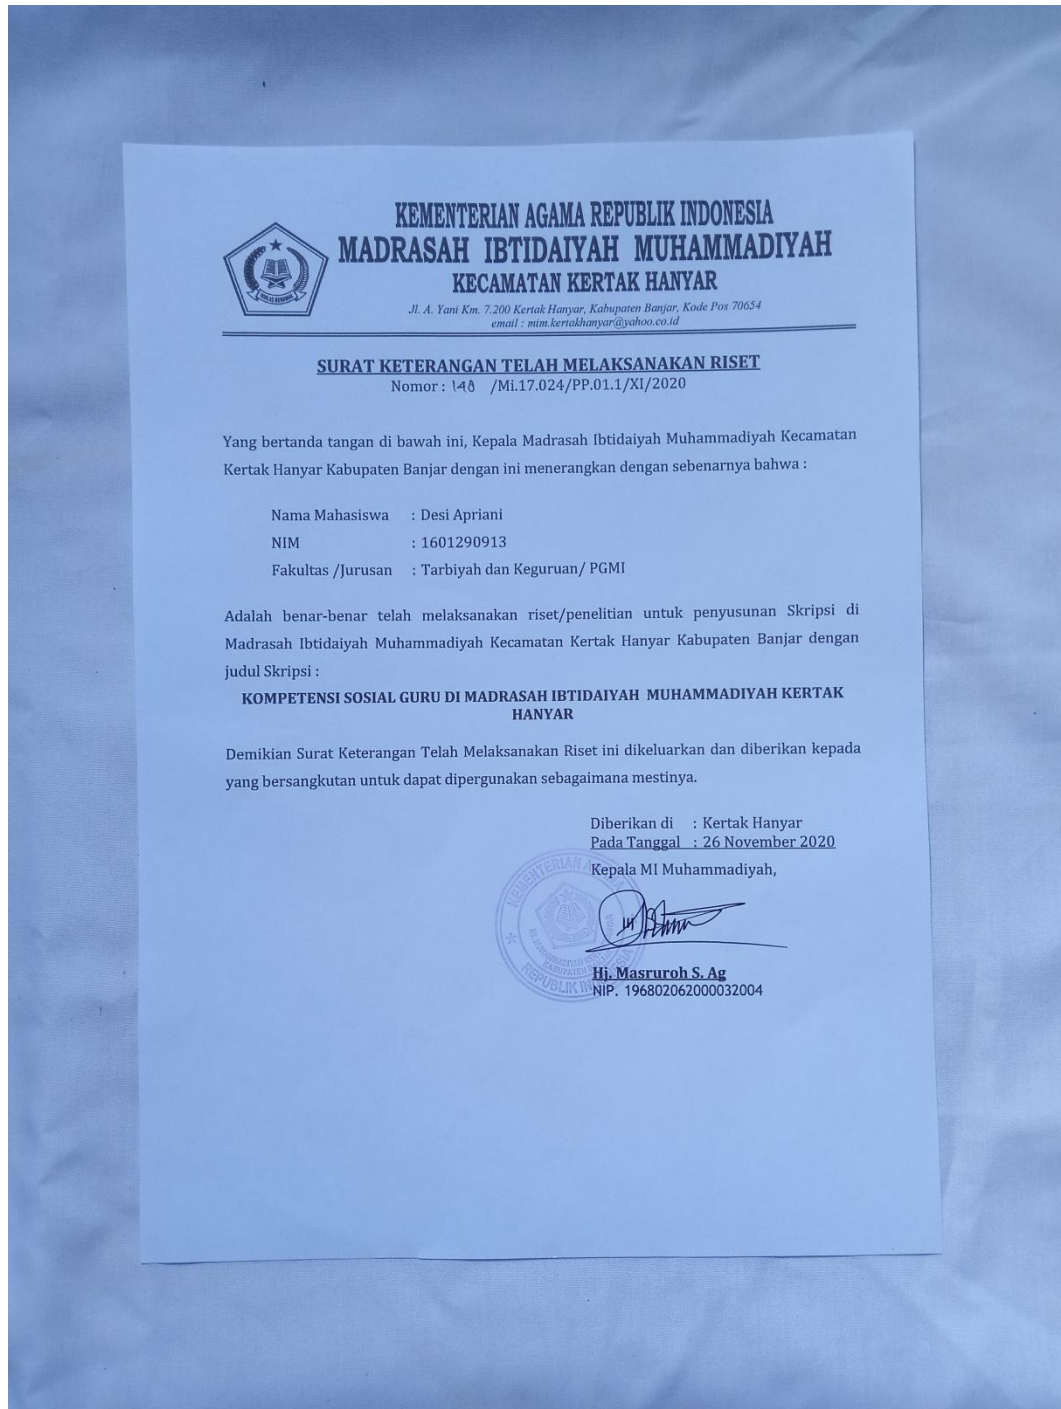 KEMENTERIAN AGAMA REPUBLIK INDONESIA
MADRASAH IBTIDAIYAH MUHAMMADIYAH
KECAMATAN KERTAK HANYAR
Jl. A. Yani Km. 7.200 Kertak Hanyar, Kabupaten Banjar, Kode Pos 70654
email : mim.kertakhanyar@yahoo.co.id
SURAT KETERANGAN TELAH MELAKSANAKAN RISET
Nomor : 148 /Mi.17.024/PP.01.1/XI/2020
Yang bertanda tangan di bawah ini, Kepala Madrasah Ibtidaiyah Muhammadiyah Kecamatan
Kertak Hanyar Kabupaten Banjar dengan ini menerangkan dengan sebenarnya bahwa :
Nama Mahasiswa : Desi Apriani
NIM : 1601290913
Fakultas /Jurusan : Tarbiyah dan Keguruan/ PGMI
Adalah benar-benar telah melaksanakan riset/penelitian untuk penyusunan Skripsi di
Madrasah Ibtidaiyah Muhammadiyah Kecamatan Kertak Hanyar Kabupaten Banjar dengan
judul Skripsi :
KOMPETENSI SOSIAL GURU DI MADRASAH IBTIDAIYAH MUHAMMADIYAH KERTAK
HANYAR
Demikian Surat Keterangan Telah Melaksanakan Riset ini dikeluarkan dan diberikan kepada
yang bersangkutan untuk dapat dipergunakan sebagaimana mestinya.
Diberikan di : Kertak Hanyar
Pada Tanggal : 26 November 2020
Kepala MI Muhammadiyah,
KEMENTERIAN AGAMA
REPUBLIK INDONESIA
Hj. Masruroh S. Ag
NIP. 196802062000032004